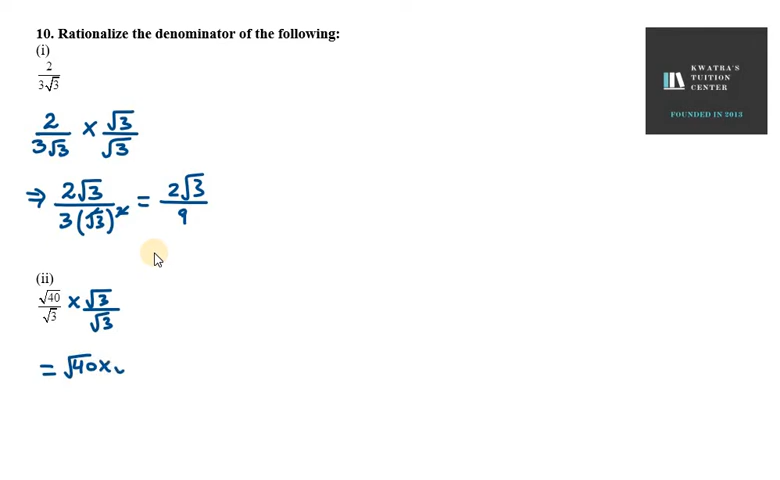 10. Rationalize the denominator of the following:
(i)
2/3√3
2/3√3 × √3/√3
⇒ 2√3/3(√3)² = 2√3/9
(ii)
√40/√3 × √3/√3
= √40×
KWATRA'S
TUITION
CENTER
FOUNDED IN 2013